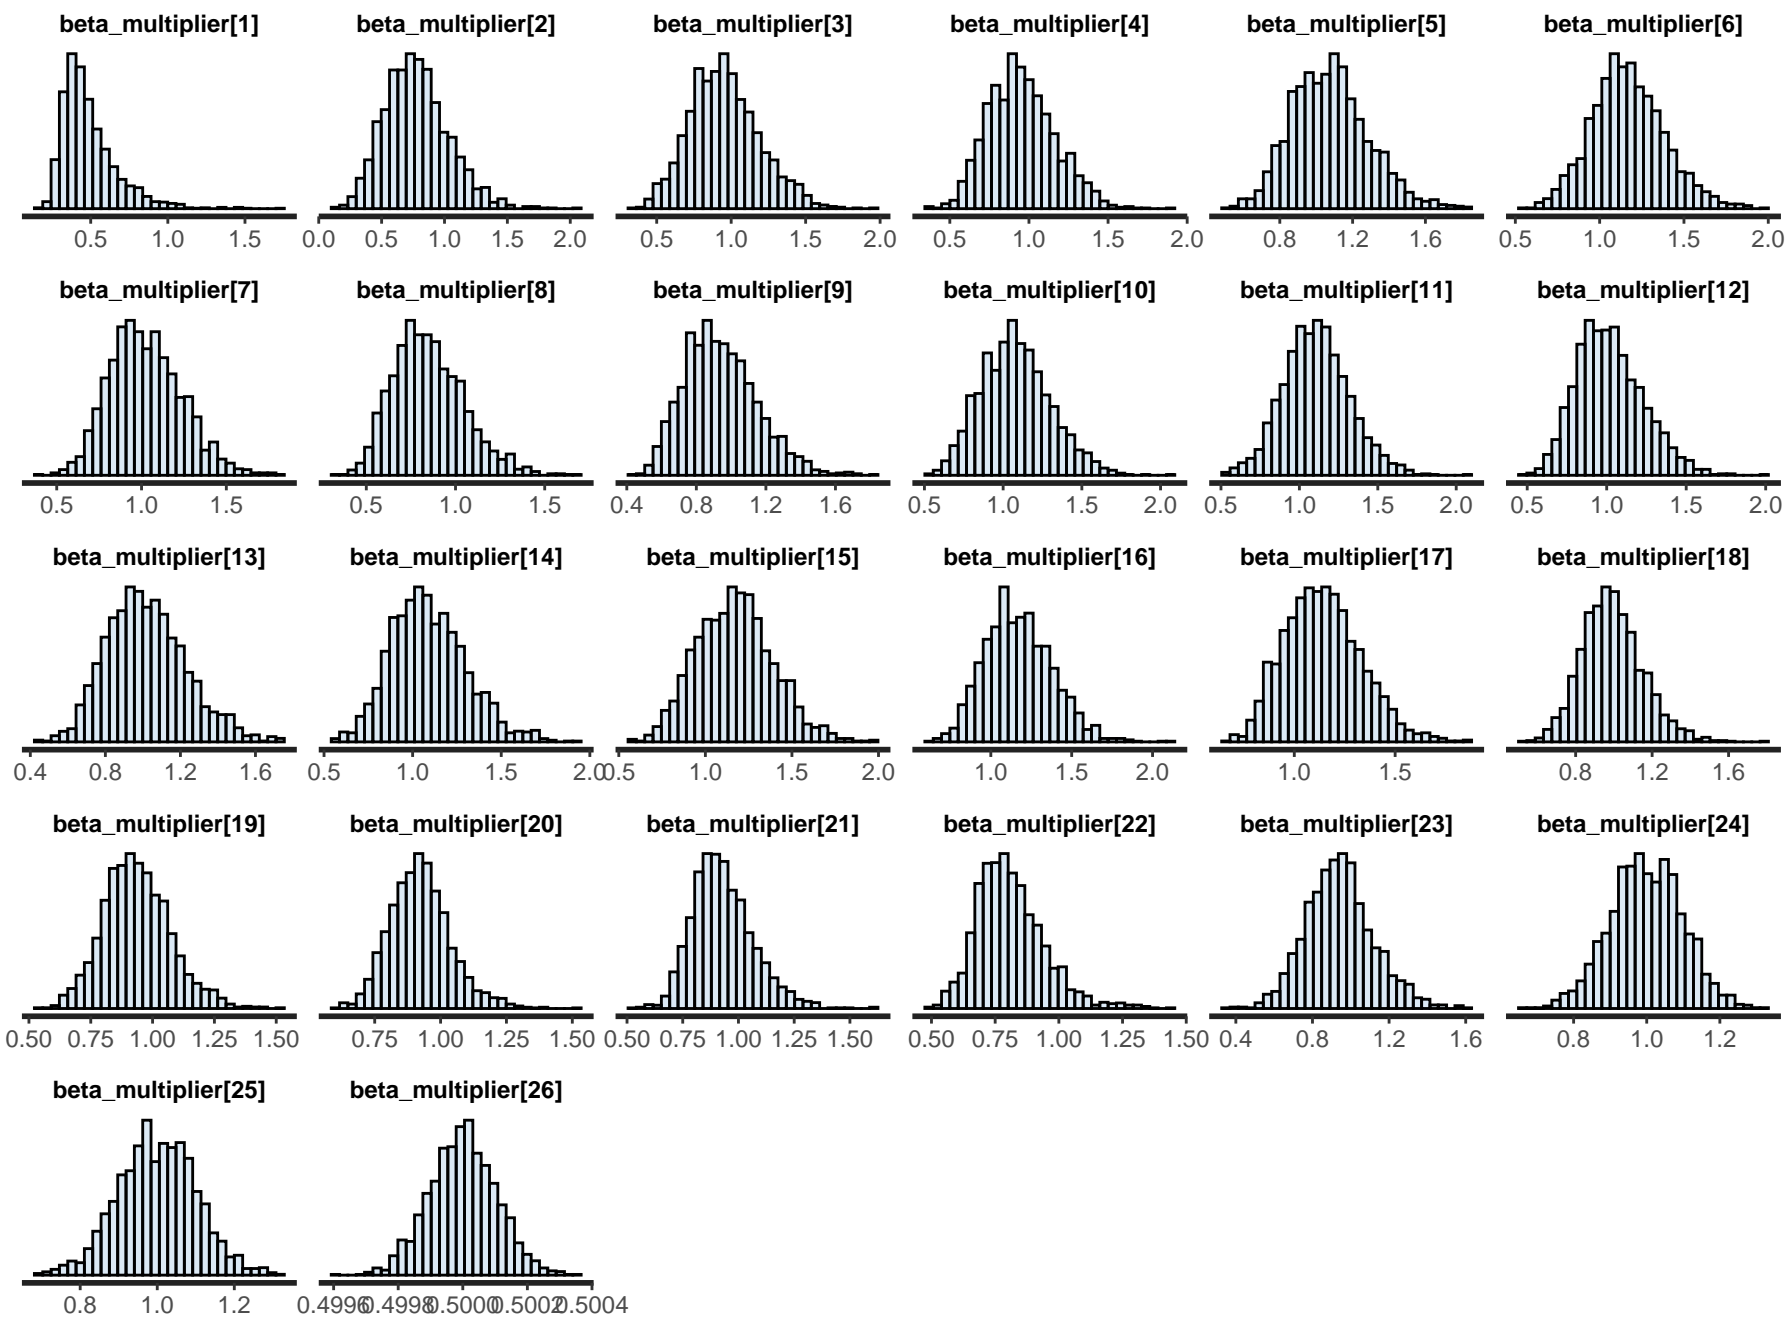 beta_multiplier[1] beta_multiplier[2] beta_multiplier[3] beta_multiplier[4] beta_multiplier[5] beta_multiplier[6]
0.5 1.0 1.5 0.0 0.5 1.0 1.5 2.0 0.5 1.0 1.5 2.0 0.5 1.0 1.5 2.0 0.8 1.2 1.6 0.5 1.0 1.5 2.0
beta_multiplier[7] beta_multiplier[8] beta_multiplier[9] beta_multiplier[10] beta_multiplier[11] beta_multiplier[12]
0.5 1.0 1.5 0.5 1.0 1.5 0.4 0.8 1.2 1.6 0.5 1.0 1.5 2.0 0.5 1.0 1.5 2.0 0.5 1.0 1.5 2.0
beta_multiplier[13] beta_multiplier[14] beta_multiplier[15] beta_multiplier[16] beta_multiplier[17] beta_multiplier[18]
0.4 0.8 1.2 1.6 0.5 1.0 1.5 2.0 0.5 1.0 1.5 2.0 1.0 1.5 2.0 1.0 1.5 0.8 1.2 1.6
beta_multiplier[19] beta_multiplier[20] beta_multiplier[21] beta_multiplier[22] beta_multiplier[23] beta_multiplier[24]
0.50 0.75 1.00 1.25 1.50 0.75 1.00 1.25 1.50 0.50 0.75 1.00 1.25 1.50 0.50 0.75 1.00 1.25 1.50 0.4 0.8 1.2 1.6 0.8 1.0 1.2
beta_multiplier[25] beta_multiplier[26]
0.8 1.0 1.2 0.4996 0.4998 0.5000 0.5002 0.5004